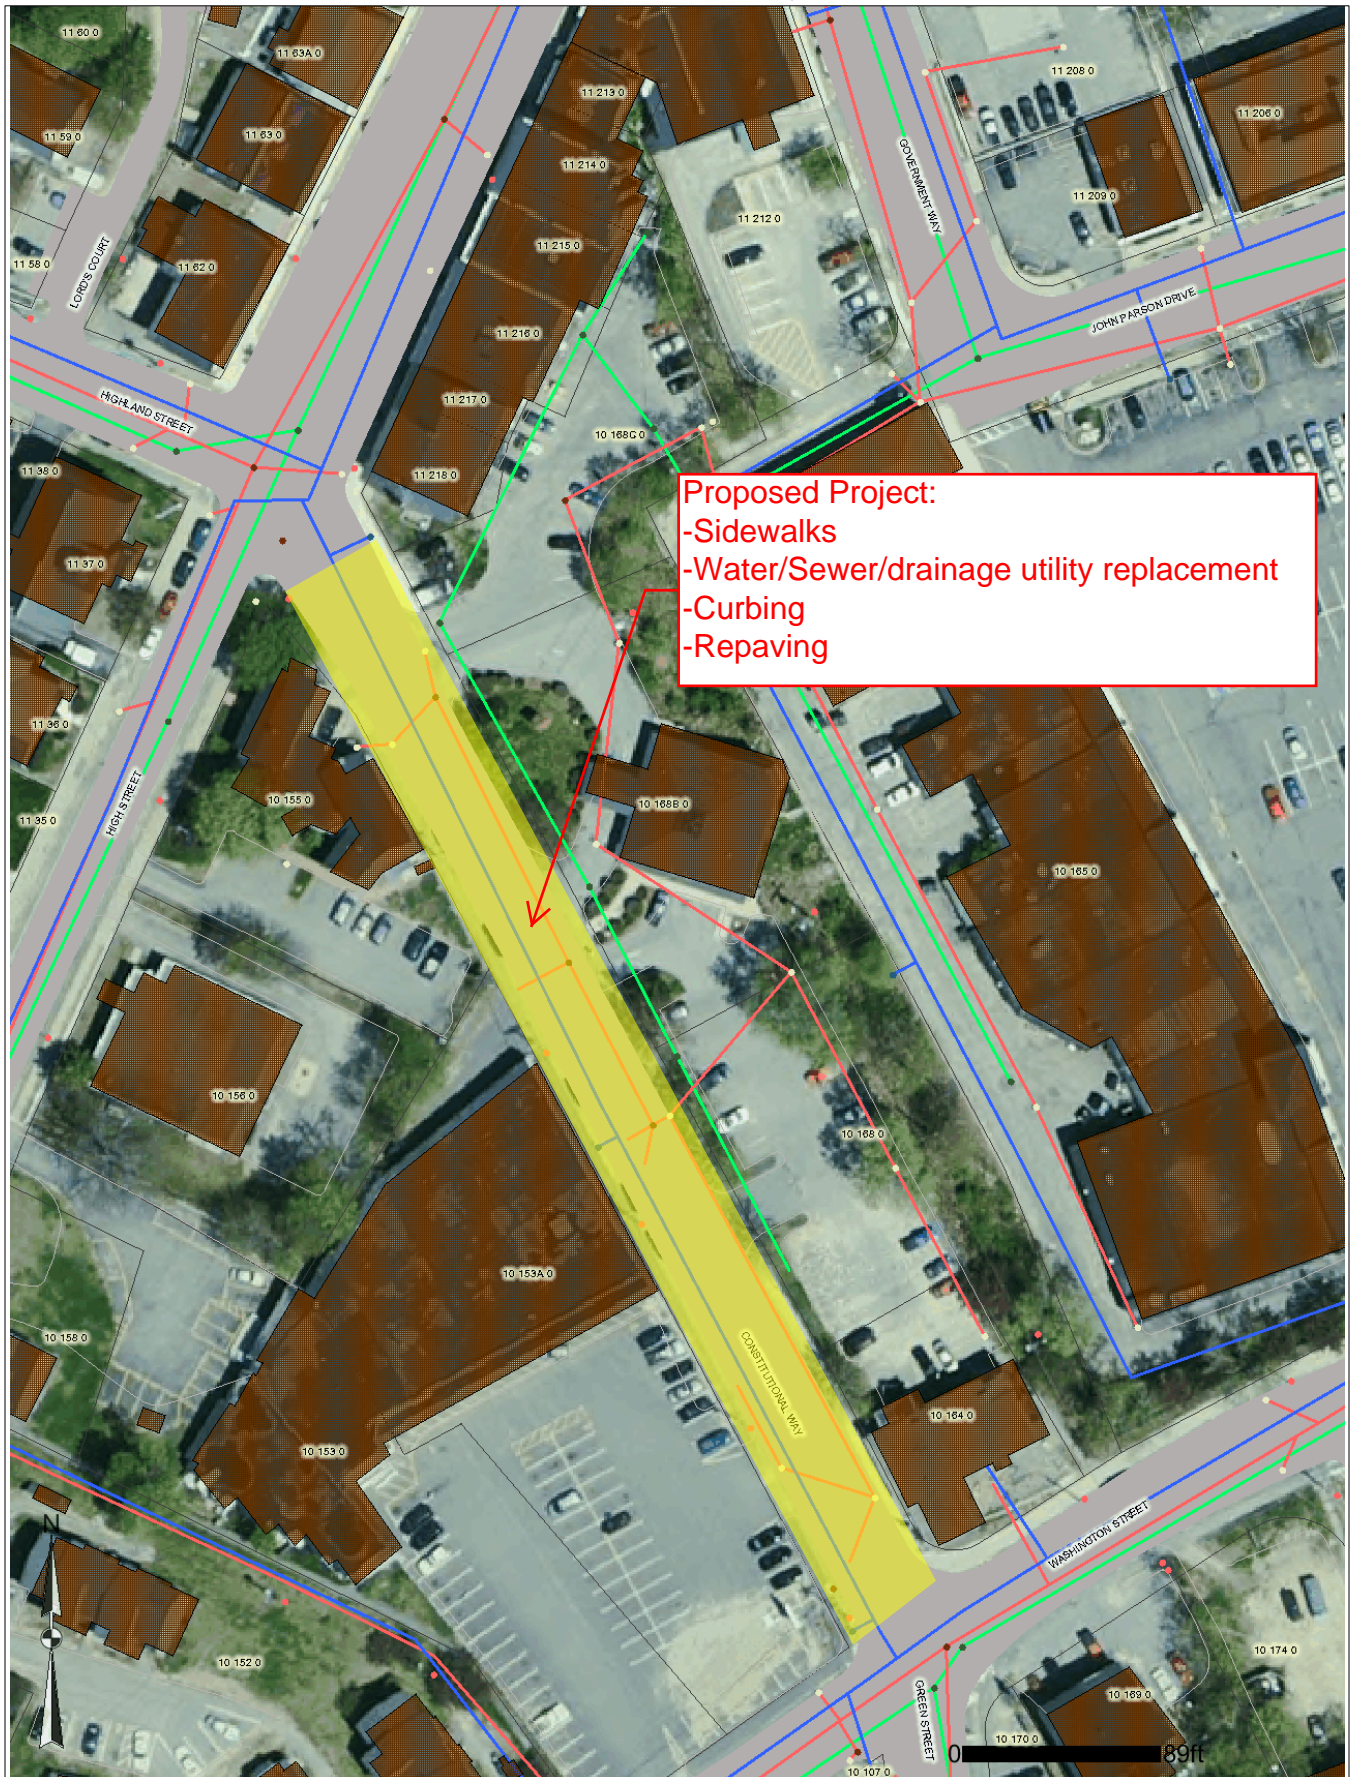 11 60 0
11 63A 0
11 59 0
11 63 0
11 58 0
LORD'S COURT
11 62 0
11 213 0
11 214 0
11 215 0
11 216 0
11 217 0
11 218 0
11 212 0
GOVERNMENT WAY
11 208 0
11 206 0
11 209 0
JOHN PARSON DRIVE
HIGHLAND STREET
10 168C 0
11 38 0
11 37 0
Proposed Project:
-Sidewalks
-Water/Sewer/drainage utility replacement
-Curbing
-Repaving
11 36 0
11 35 0
HIGH STREET
10 155 0
10 168B 0
10 165 0
10 156 0
10 168 0
10 153A 0
10 158 0
CONSTITUTIONAL WAY
10 153 0
10 164 0
WASHINGTON STREET
N
10 152 0
10 174 0
10 169 0
GREEN STREET
10 170 0
10 107 0
0 89ft